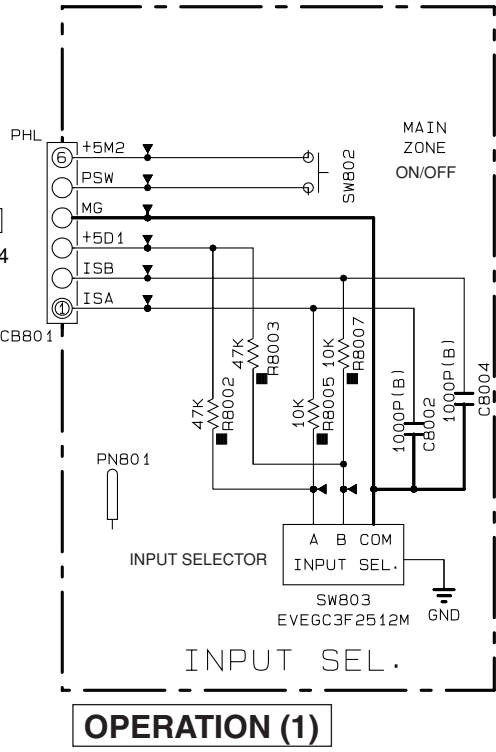 PHL
6
+5M2
PSW
MG
+5D1
ISB
1
ISA
CB801
4
SW802
MAIN
ZONE
ON/OFF
47K
R8002
47K
R8003
10K
R8005
10K
R8007
1000P(B)
C8002
1000P(B)
C8004
PN801
INPUT SELECTOR
A B COM
INPUT SEL.
SW803
EVEGC3F2512M
GND
INPUT SEL.
OPERATION (1)